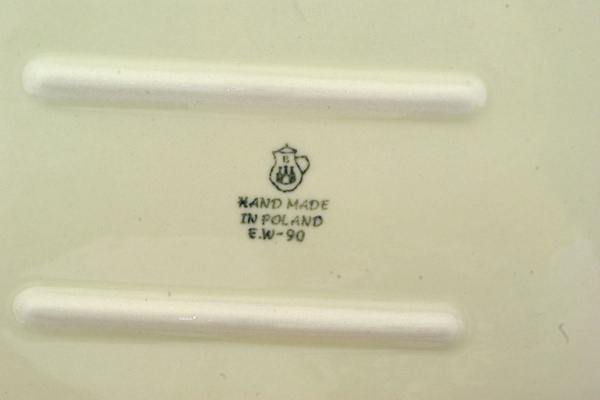 B
HAND MADE
IN POLAND
E.W-90